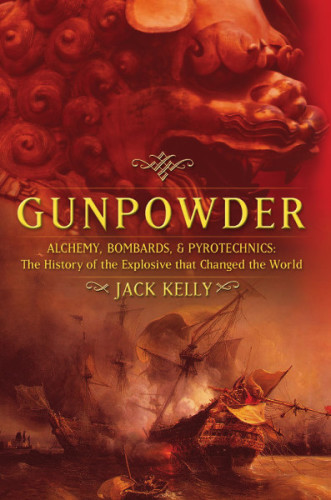 GUNPOWDER
ALCHEMY, BOMBARDS, & PYROTECHNICS:
The History of the Explosive that Changed the World
JACK KELLY